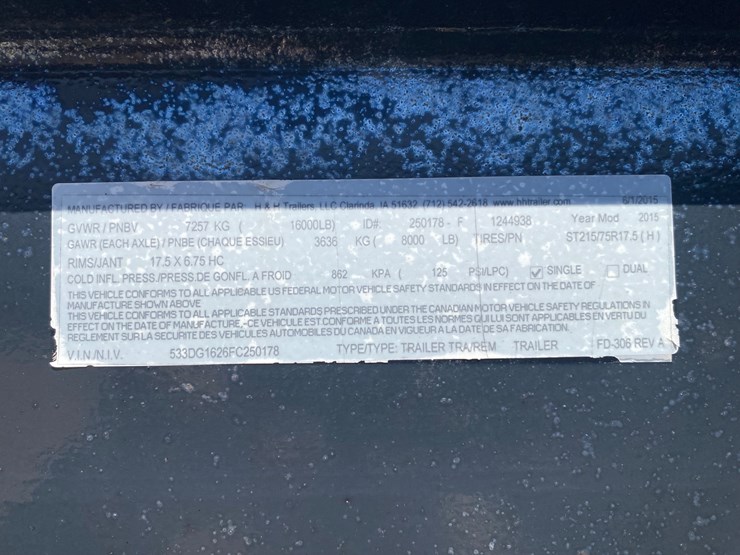 MANUFACTURED BY / FABRIQUE PAR H & H Trailers, LLC Clarinda, IA 51632 (712) 542-2618 www.hhtrailer.com 6/1/2015
GVWR / PNBV 7257 KG ( 16000LB) ID#: 250178 - F 1244938 Year Mod 2015
GAWR (EACH AXLE) / PNBE (CHAQUE ESSIEU) 3636 KG ( 8000 LB) TIRES/PN ST215/75R17.5 ( H )
RIMS/JANT 17.5 X 6.75 HC
COLD INFL. PRESS./PRESS.DE GONFL. A FROID 862 KPA ( 125 PSI/LPC) SINGLE DUAL
THIS VEHICLE CONFORMS TO ALL APPLICABLE US FEDERAL MOTOR VEHICLE SAFETY STANDARDS IN EFFECT ON THE DATE OF
MANUFACTURE SHOWN ABOVE
THIS VEHICLE CONFORMS TO ALL APPLICABLE STANDARDS PRESCRIBED UNDER THE CANADIAN MOTOR VEHICLE SAFETY REGULATIONS IN
EFFECT ON THE DATE OF MANUFACTURE,-CE VEHICULE EST CONFORME A TOUTES LES NORMES QUI LUI SONT APPLICABLES EN VERTU DU
REGLEMENT SUR LA SECURITE DES VEHICLES AUTOMOBILES DU CANADA EN VIGUEUR A LA DATE DE SA FABRICATION.
V.I.N./N.I.V. 533DG1626FC250178 TYPE/TYPE: TRAILER TRA/REM TRAILER FD-306 REV A